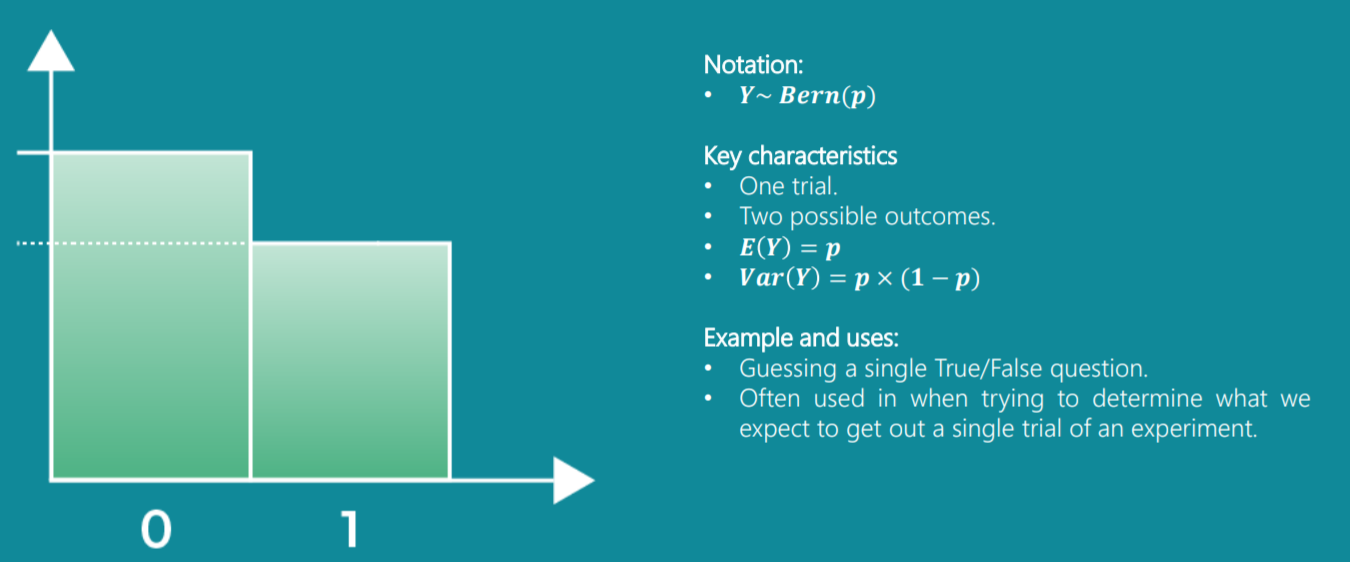 Notation:
• Y~ Bern(p)
Key characteristics
• One trial.
• Two possible outcomes.
• E(Y) = p
• Var(Y) = p × (1 − p)
Example and uses:
• Guessing a single True/False question.
• Often used in when trying to determine what we
expect to get out a single trial of an experiment.
0 1